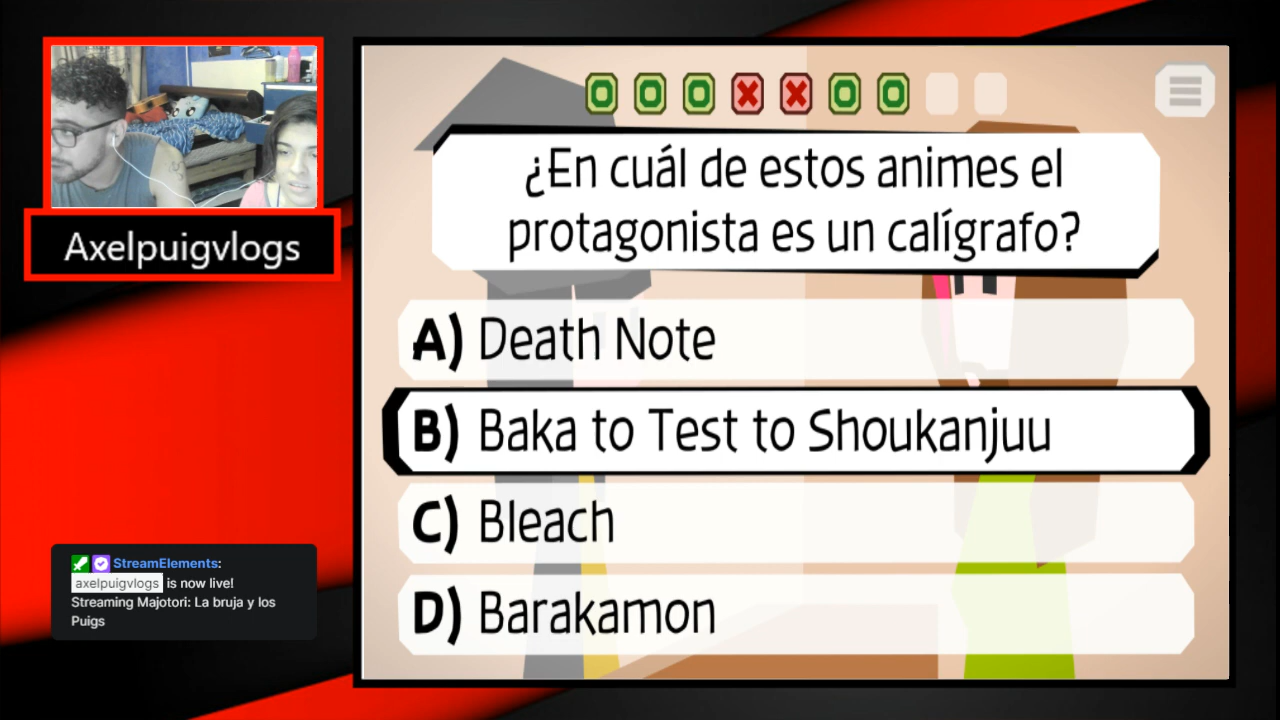 ¿En cuál de estos animes el
protagonista es un calígrafo?
A) Death Note
B) Baka to Test to Shoukanjuu
C) Bleach
D) Barakamon
Axelpuigvlogs
StreamElements:
axelpuigvlogs is now live!
Streaming Majotori: La bruja y los
Puigs